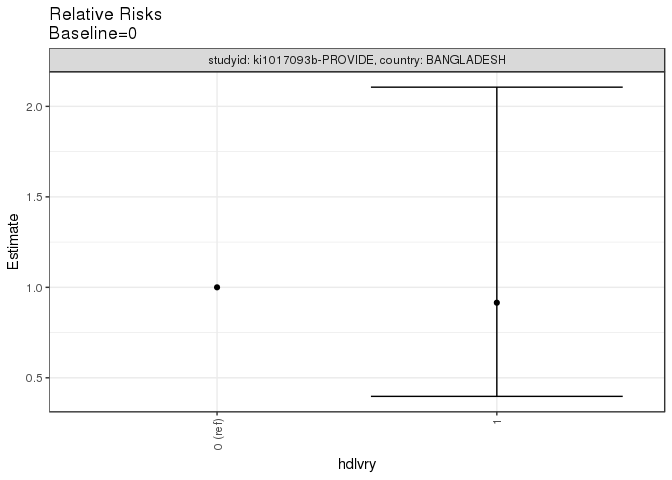 Relative Risks
Baseline=0
studyid: ki1017093b-PROVIDE, country: BANGLADESH
2.0
1.5
1.0
0.5
Estimate
0 (ref)
1
hdlvry